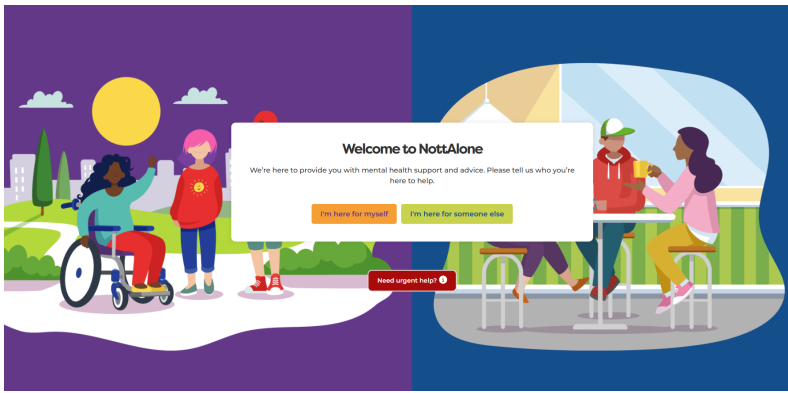 Welcome to NottAlone
We're here to provide you with mental health support and advice. Please tell us who you're
here to help.
I'm here for myself
I'm here for someone else
Need urgent help?